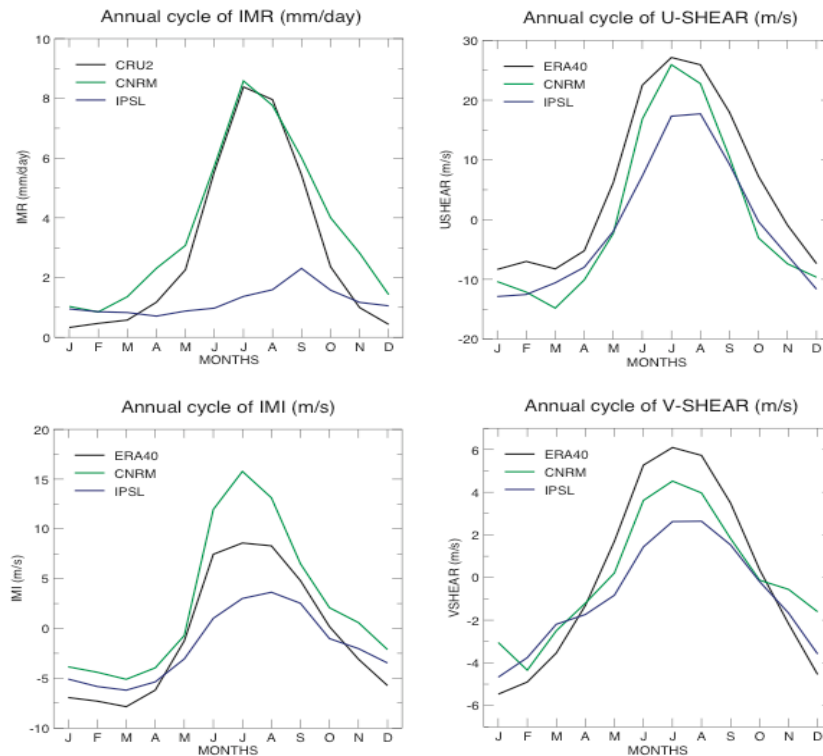 Annual cycle of IMR (mm/day)
10
8
6
4
2
0
IMR (mm/day)
CRU2
CNRM
IPSL
J F M A M J J A S O N D
MONTHS
Annual cycle of U-SHEAR (m/s)
30
20
10
0
-10
-20
USHEAR (m/s)
ERA40
CNRM
IPSL
J F M A M J J A S O N D
MONTHS
Annual cycle of IMI (m/s)
20
15
10
5
0
-5
-10
IMI (m/s)
ERA40
CNRM
IPSL
J F M A M J J A S O N D
MONTHS
Annual cycle of V-SHEAR (m/s)
6
4
2
0
-2
-4
-6
VSHEAR (m/s)
ERA40
CNRM
IPSL
J F M A M J J A S O N D
MONTHS